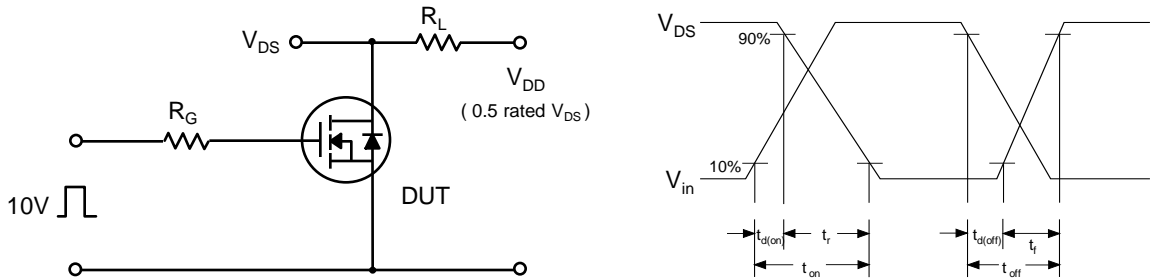 V_DS
R_L
V_DD
( 0.5 rated V_DS )
R_G
10V
DUT
V_DS
90%
10%
V_in
t_d(on)
t_r
t_on
t_d(off)
t_f
t_off